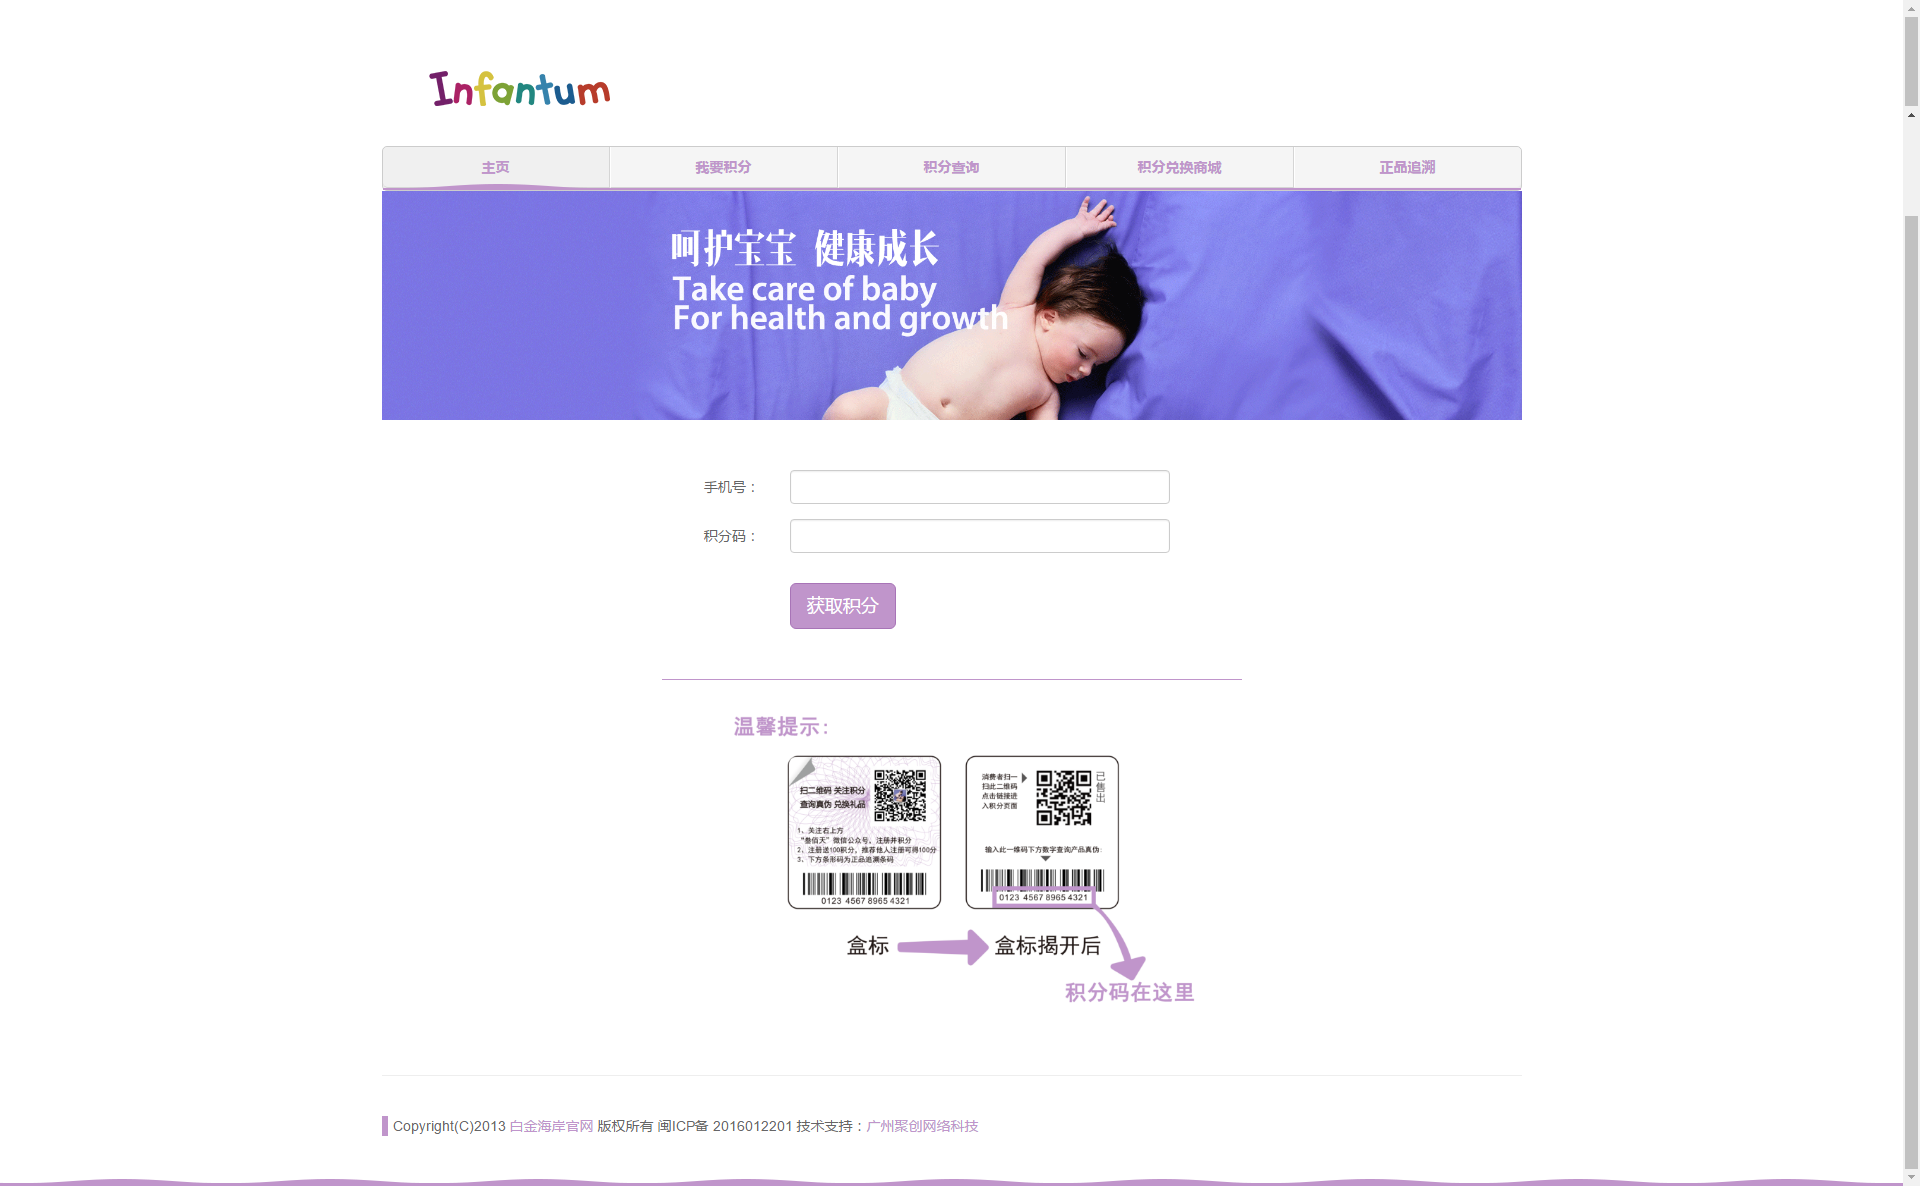 Infantum
主页
我要积分
积分查询
积分兑换商城
正品追溯
呵护宝宝 健康成长
Take care of baby
For health and growth
手机号：
积分码：
获取积分
温馨提示：
扫二维码 关注积分
查询真伪 兑换礼品
1、关注右上方
“叁佰天”微信公众号，注册并积分
2、注册送100积分，推荐他人注册可得100分
3、下方条形码为正品追溯条码
0123 4567 8965 4321
消费者扫一
扫此二维码
点击链接进
入积分页面
已售出
输入此一维码下方数字查询产品真伪：
0123 4567 8965 4321
盒标
盒标揭开后
积分码在这里
Copyright(C)2013 白金海岸官网 版权所有 闽ICP备 2016012201 技术支持：广州聚创网络科技